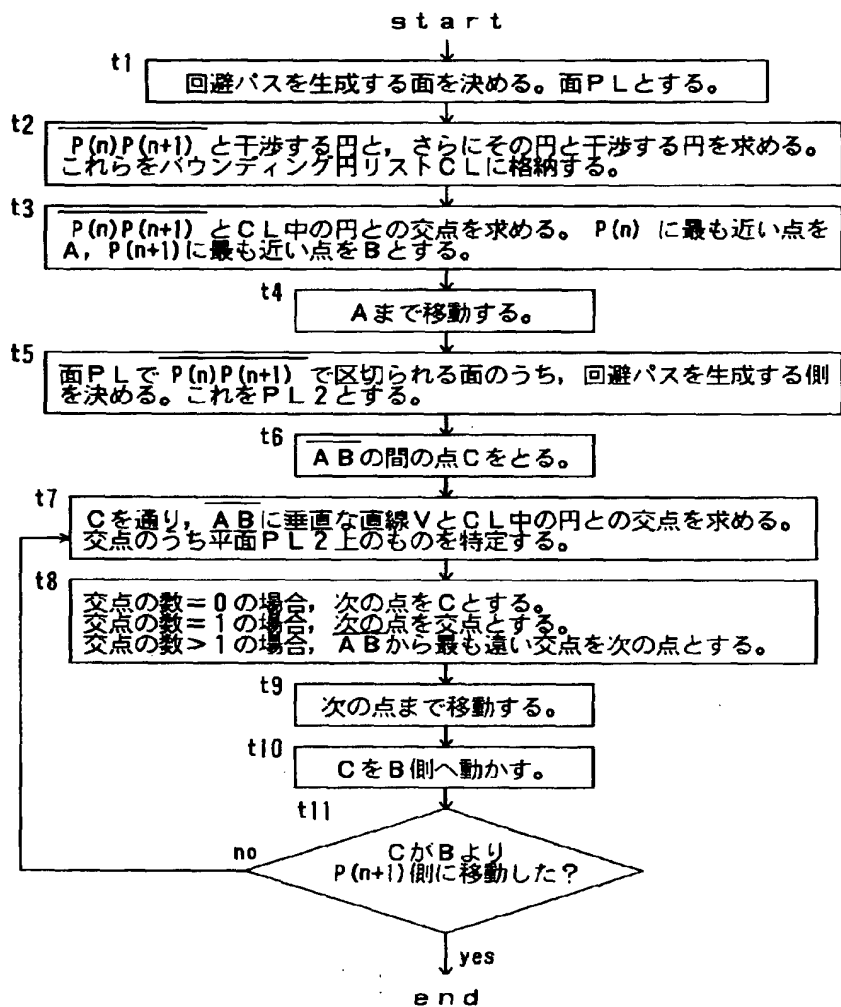 start
t1
回避パスを生成する面を決める。面PLとする。
t2
P(n)P(n+1) と干渉する円と，さらにその円と干渉する円を求める。
これらをバウンディング円リストCLに格納する。
t3
P(n)P(n+1) とCL中の円との交点を求める。 P(n) に最も近い点を
A，P(n+1)に最も近い点をBとする。
t4
Aまで移動する。
t5
面PLで P(n)P(n+1) で区切られる面のうち，回避パスを生成する側
を決める。これをPL2とする。
t6
ABの間の点Cをとる。
t7
Cを通り，ABに垂直な直線VとCL中の円との交点を求める。
交点のうち平面PL2上のものを特定する。
t8
交点の数=0の場合，次の点をCとする。
交点の数=1の場合，次の点を交点とする。
交点の数>1の場合，ABから最も遠い交点を次の点とする。
t9
次の点まで移動する。
t10
CをB側へ動かす。
t11
CがBより
P(n+1)側に移動した？
no
yes
end